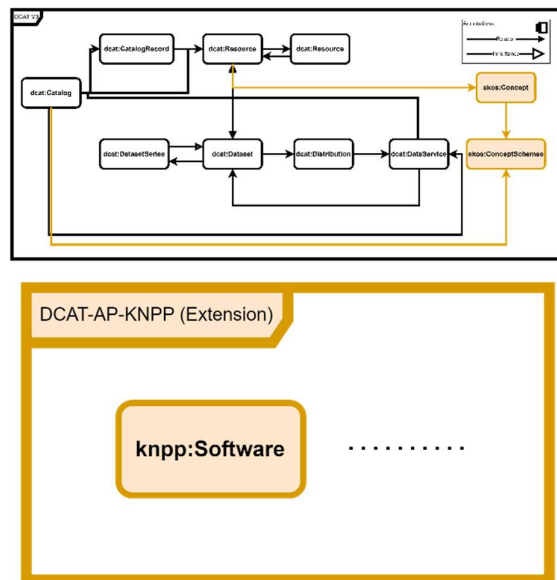 DCAT V3
dcat:CatalogRecord
dcat:Resource
dcat:Resource
dcat:Catalog
skos:Concept
dcat:DatasetSeries
dcat:Dataset
dcat:Distribution
dcat:DataService
skos:ConceptSchemes
DCAT-AP-KNPP (Extension)
knpp:Software
..........